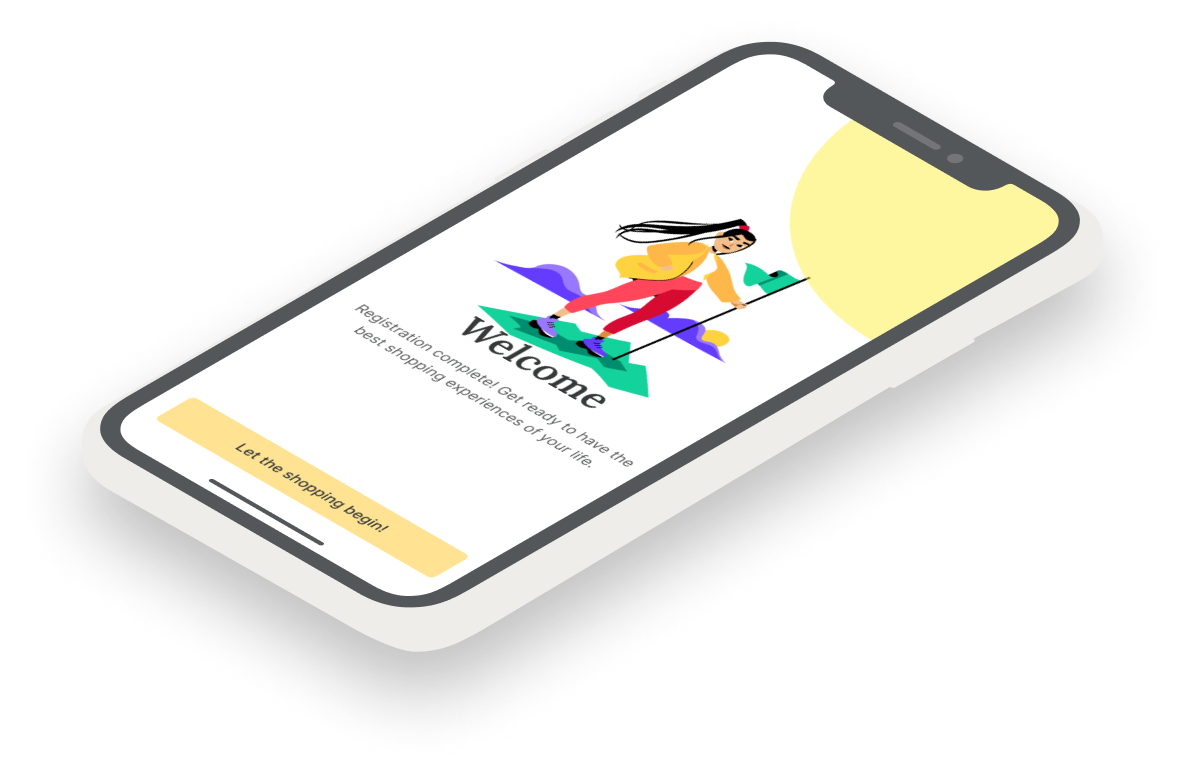 Welcome
Registration complete! Get ready to have the
best shopping experiences of your life.
Let the shopping begin!